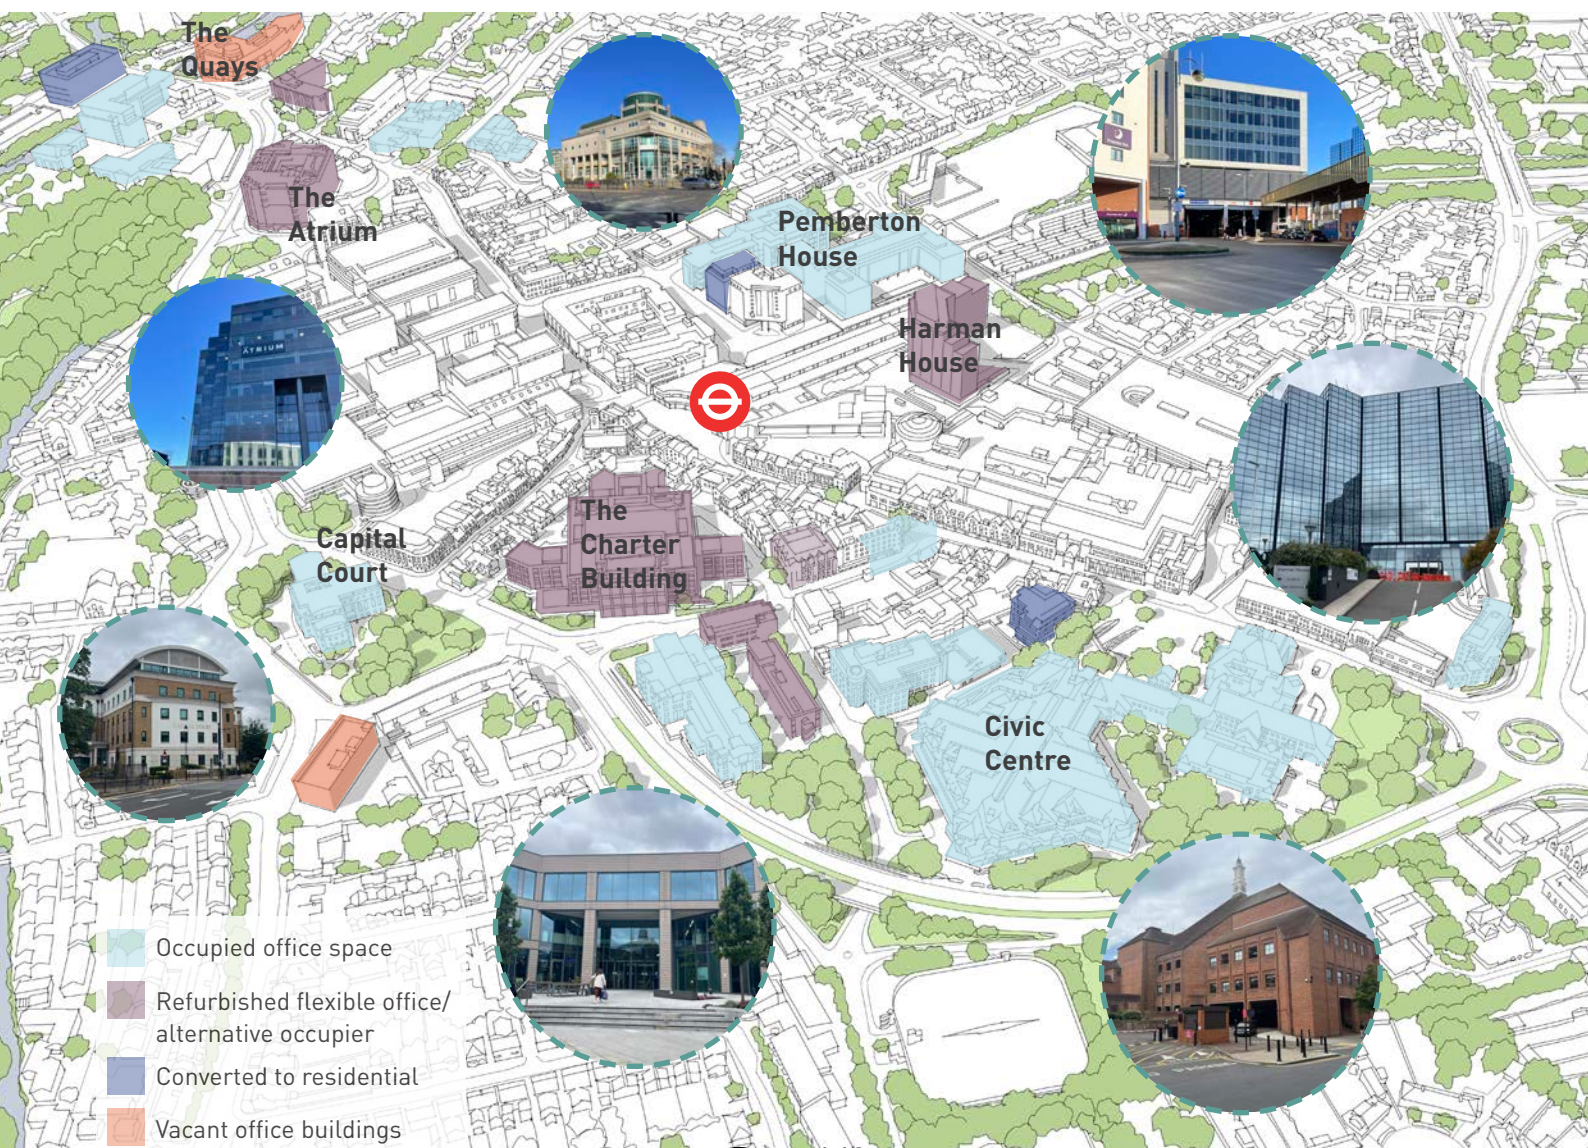 The
Quays
The
Atrium
Pemberton
House
ATRIUM
Harman
House
The
Charter
Building
Capital
Court
Civic
Centre
Occupied office space
Refurbished flexible office/
alternative occupier
Converted to residential
Vacant office buildings